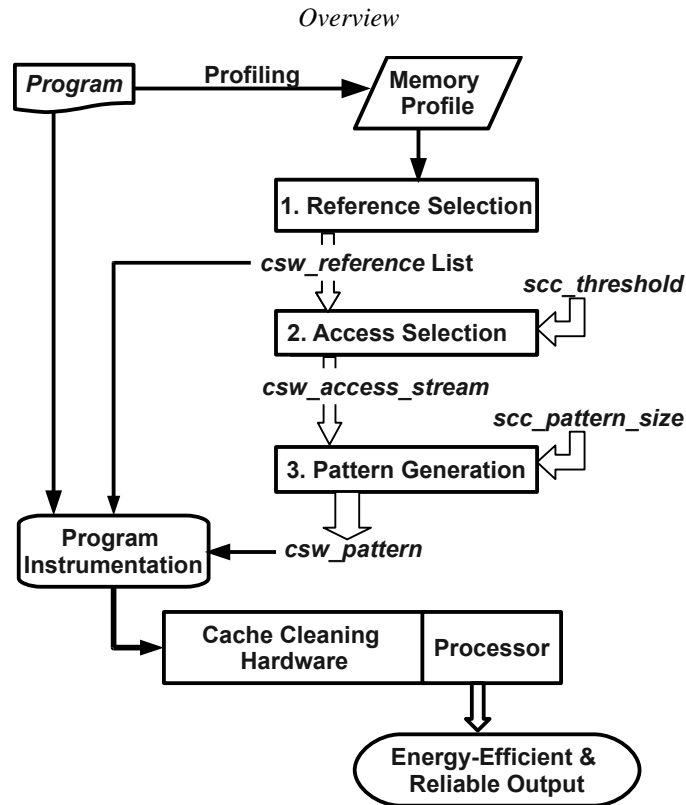 Overview
Program
Profiling
Memory
Profile
1. Reference Selection
csw_reference List
scc_threshold
2. Access Selection
csw_access_stream
scc_pattern_size
3. Pattern Generation
Program
Instrumentation
csw_pattern
Cache Cleaning
Hardware
Processor
Energy-Efficient &
Reliable Output